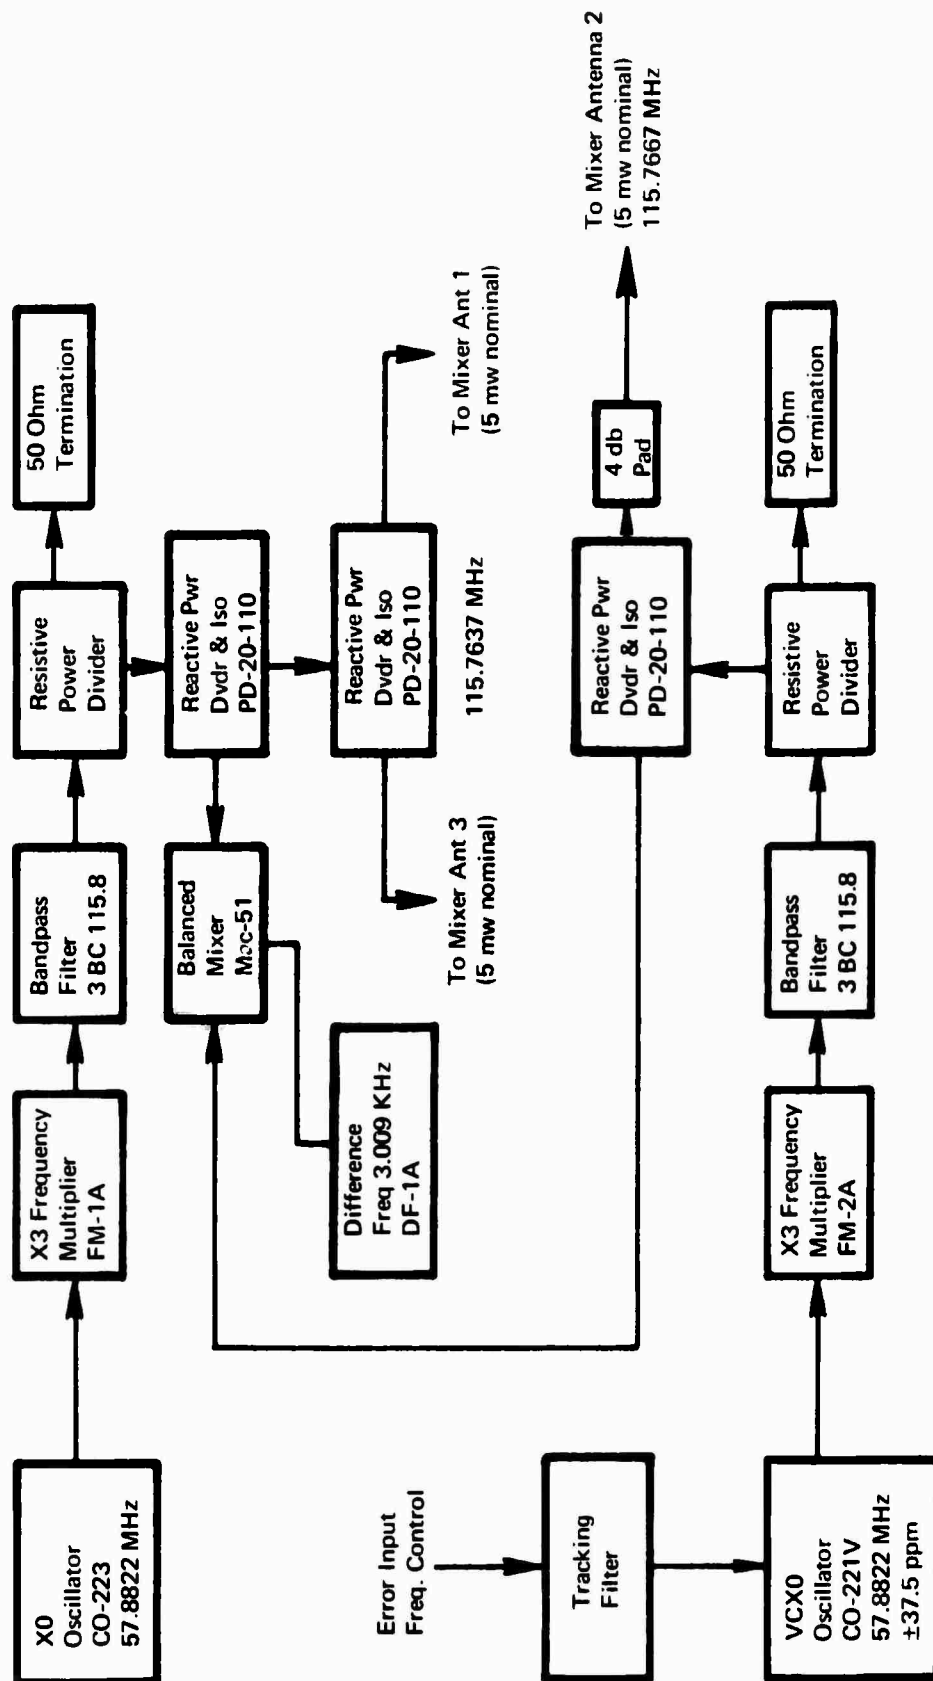 X0
Oscillator
CO-223
57.8822 MHz
X3 Frequency
Multiplier
FM-1A
Bandpass
Filter
3 BC 115.8
Resistive
Power
Divider
50 Ohm
Termination
Reactive Pwr
Dvdr & Iso
PD-20-110
Balanced
Mixer
Mac-51
Difference
Freq 3.009 KHz
DF-1A
Reactive Pwr
Dvdr & Iso
PD-20-110
115.7637 MHz
To Mixer Ant 3
(5 mw nominal)
To Mixer Ant 1
(5 mw nominal)
Error Input
Freq. Control
Tracking
Filter
VCX0
Oscillator
CO-221V
57.8822 MHz
±37.5 ppm
X3 Frequency
Multiplier
FM-2A
Bandpass
Filter
3 BC 115.8
Resistive
Power
Divider
50 Ohm
Termination
Reactive Pwr
Dvdr & Iso
PD-20-110
4 db
Pad
To Mixer Antenna 2
(5 mw nominal)
115.7667 MHz